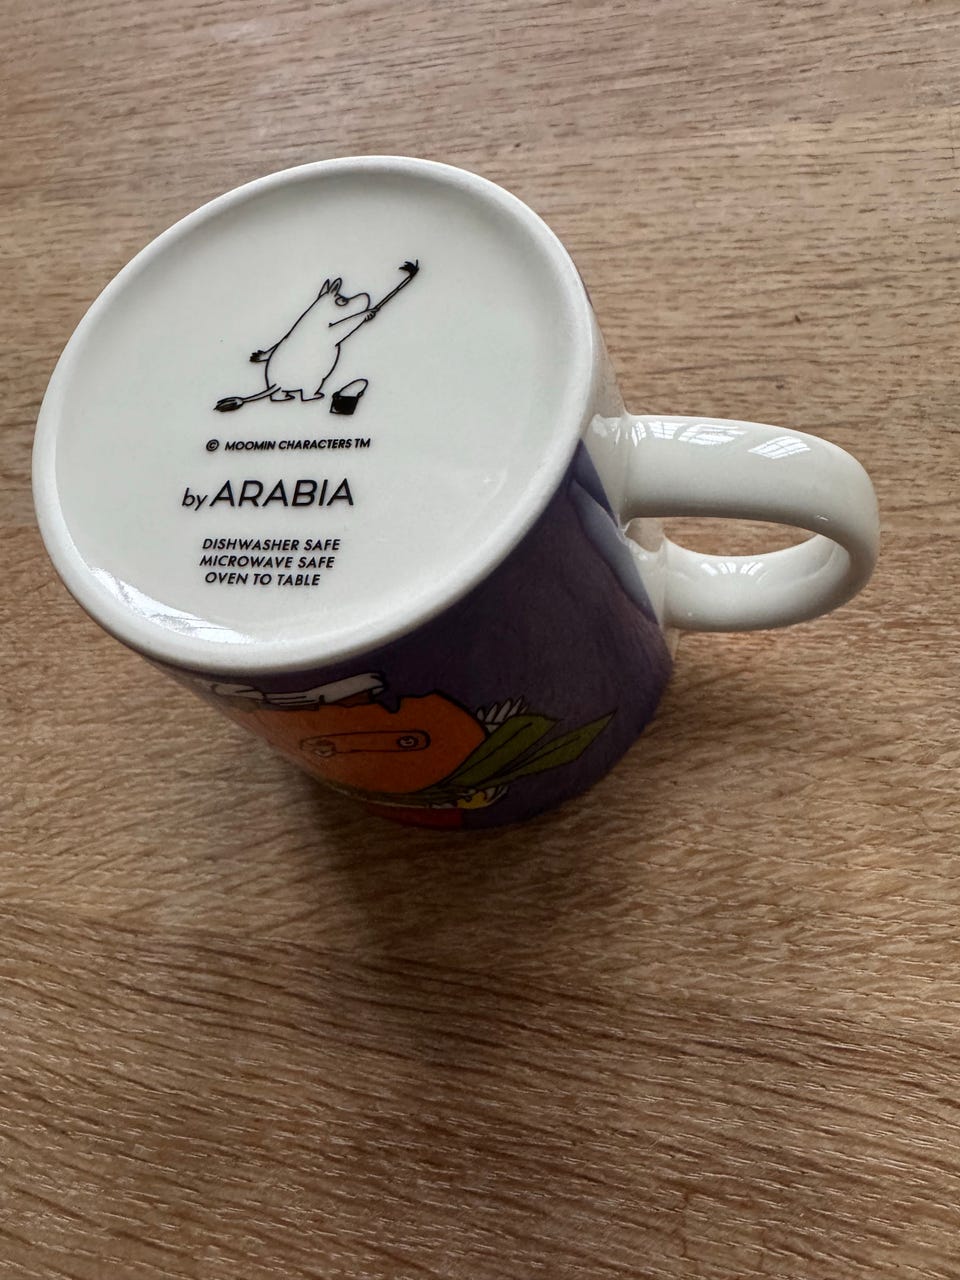 © MOOMIN CHARACTERS TM
by ARABIA
DISHWASHER SAFE
MICROWAVE SAFE
OVEN TO TABLE